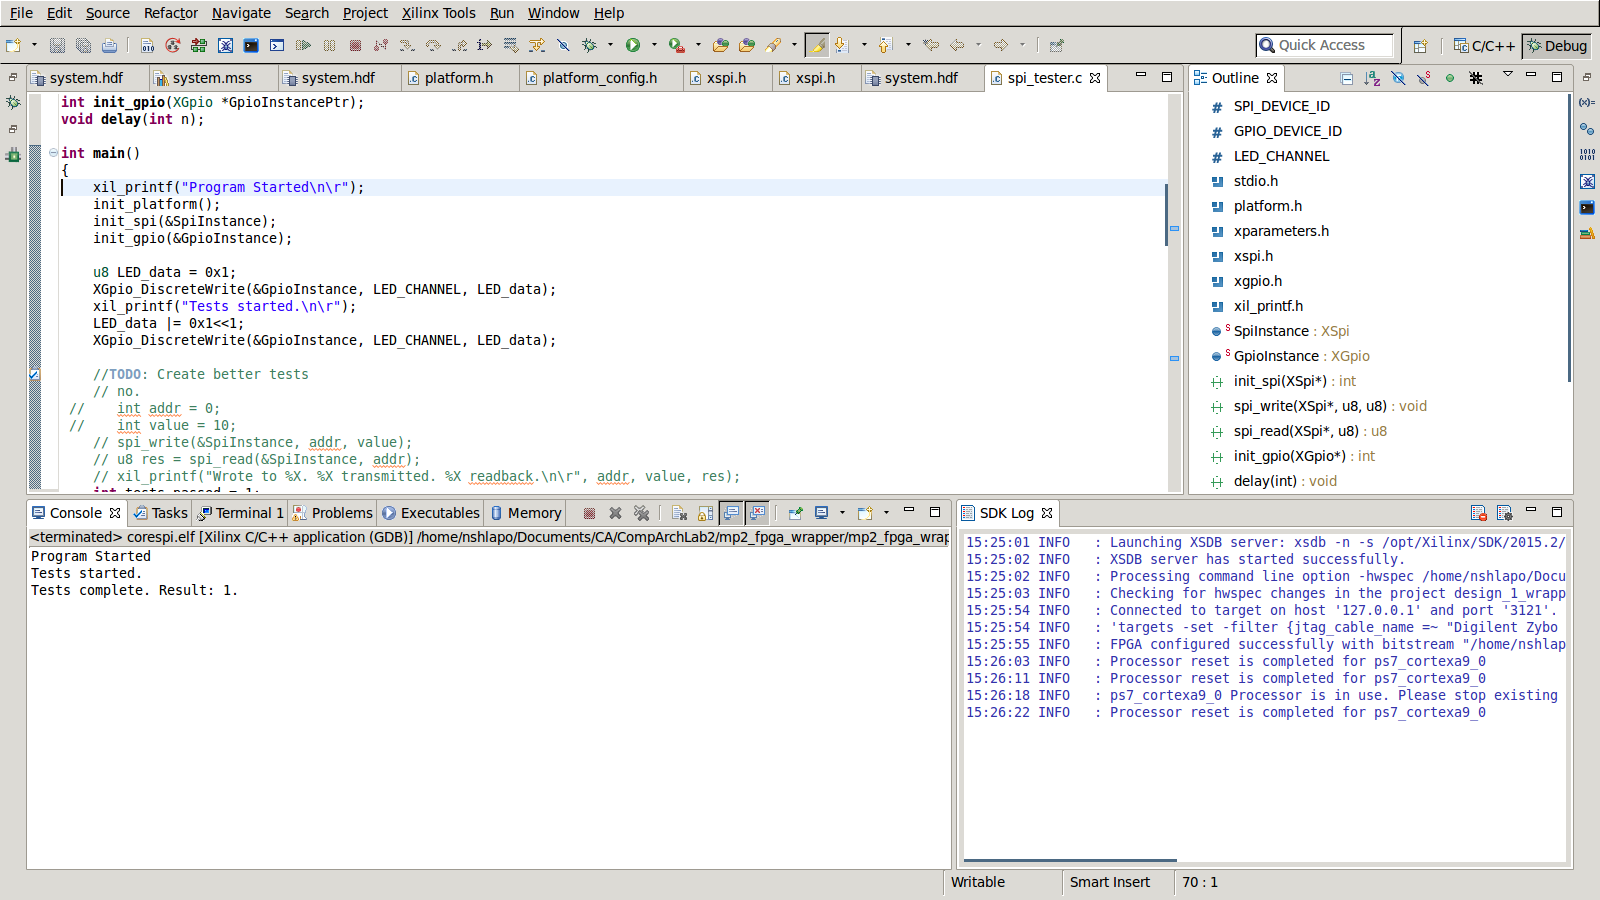 File Edit Source Refactor Navigate Search Project Xilinx Tools Run Window Help
Quick Access C/C++ Debug
system.hdf system.mss system.hdf platform.h platform_config.h xspi.h xspi.h system.hdf spi_tester.c
int init_gpio(XGpio *GpioInstancePtr);
void delay(int n);
int main()
{
xil_printf("Program Started\n\r");
init_platform();
init_spi(&SpiInstance);
init_gpio(&GpioInstance);
u8 LED_data = 0x1;
XGpio_DiscreteWrite(&GpioInstance, LED_CHANNEL, LED_data);
xil_printf("Tests started.\n\r");
LED_data |= 0x1<<1;
XGpio_DiscreteWrite(&GpioInstance, LED_CHANNEL, LED_data);
//TODO: Create better tests
// no.
// int addr = 0;
// int value = 10;
// spi_write(&SpiInstance, addr, value);
// u8 res = spi_read(&SpiInstance, addr);
// xil_printf("Wrote to %X. %X transmitted. %X readback.\n\r", addr, value, res);
int tests_passed = 1;
Outline
SPI_DEVICE_ID
GPIO_DEVICE_ID
LED_CHANNEL
stdio.h
platform.h
xparameters.h
xspi.h
xgpio.h
xil_printf.h
SpiInstance : XSpi
GpioInstance : XGpio
init_spi(XSpi*) : int
spi_write(XSpi*, u8, u8) : void
spi_read(XSpi*, u8) : u8
init_gpio(XGpio*) : int
delay(int) : void
Console Tasks Terminal 1 Problems Executables Memory
<terminated> corespi.elf [Xilinx C/C++ application (GDB)] /home/nshlapo/Documents/CA/CompArchLab2/mp2_fpga_wrapper/mp2_fpga_wrap
Program Started
Tests started.
Tests complete. Result: 1.
SDK Log
15:25:01 INFO : Launching XSDB server: xsdb -n -s /opt/Xilinx/SDK/2015.2/
15:25:02 INFO : XSDB server has started successfully.
15:25:02 INFO : Processing command line option -hwspec /home/nshlapo/Docu
15:25:03 INFO : Checking for hwspec changes in the project design_1_wrapp
15:25:54 INFO : Connected to target on host '127.0.0.1' and port '3121'.
15:25:54 INFO : 'targets -set -filter {jtag_cable_name =~ "Digilent Zybo
15:25:55 INFO : FPGA configured successfully with bitstream "/home/nshlap
15:26:03 INFO : Processor reset is completed for ps7_cortexa9_0
15:26:11 INFO : Processor reset is completed for ps7_cortexa9_0
15:26:18 INFO : ps7_cortexa9_0 Processor is in use. Please stop existing
15:26:22 INFO : Processor reset is completed for ps7_cortexa9_0
Writable Smart Insert 70 : 1